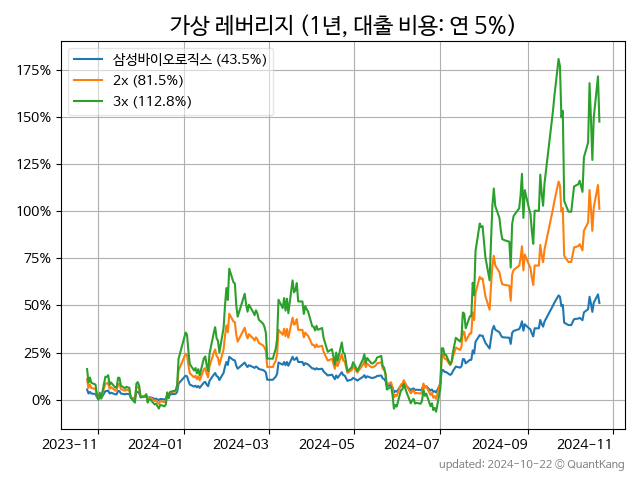 가상 레버리지 (1년, 대출 비용: 연 5%)
삼성바이오로직스 (43.5%)
2x (81.5%)
3x (112.8%)
175%
150%
125%
100%
75%
50%
25%
0%
2023-11 2024-01 2024-03 2024-05 2024-07 2024-09 2024-11
updated: 2024-10-22 © QuantKang